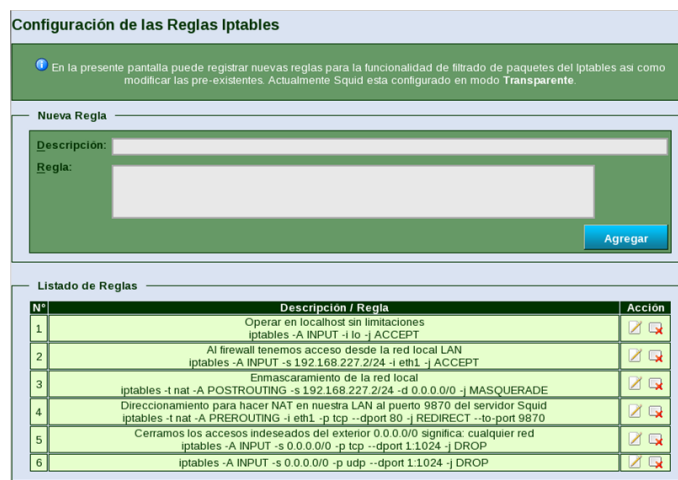 Configuración de las Reglas Iptables
En la presente pantalla puede registrar nuevas reglas para la funcionalidad de filtrado de paquetes del Iptables asi como
modificar las pre-existentes. Actualmente Squid esta configurado en modo Transparente.
Nueva Regla
Descripción:
Regla:
Agregar
Listado de Reglas
Nº Descripción / Regla Acción
1 Operar en localhost sin limitaciones
iptables -A INPUT -i lo -j ACCEPT
2 Al firewall tenemos acceso desde la red local LAN
iptables -A INPUT -s 192.168.227.2/24 -i eth1 -j ACCEPT
3 Enmascaramiento de la red local
iptables -t nat -A POSTROUTING -s 192.168.227.2/24 -d 0.0.0.0/0 -j MASQUERADE
4 Direccionamiento para hacer NAT en nuestra LAN al puerto 9870 del servidor Squid
iptables -t nat -A PREROUTING -i eth1 -p tcp --dport 80 -j REDIRECT --to-port 9870
5 Cerramos los accesos indeseados del exterior 0.0.0.0/0 significa: cualquier red
iptables -A INPUT -s 0.0.0.0/0 -p tcp --dport 1:1024 -j DROP
6 iptables -A INPUT -s 0.0.0.0/0 -p udp --dport 1:1024 -j DROP